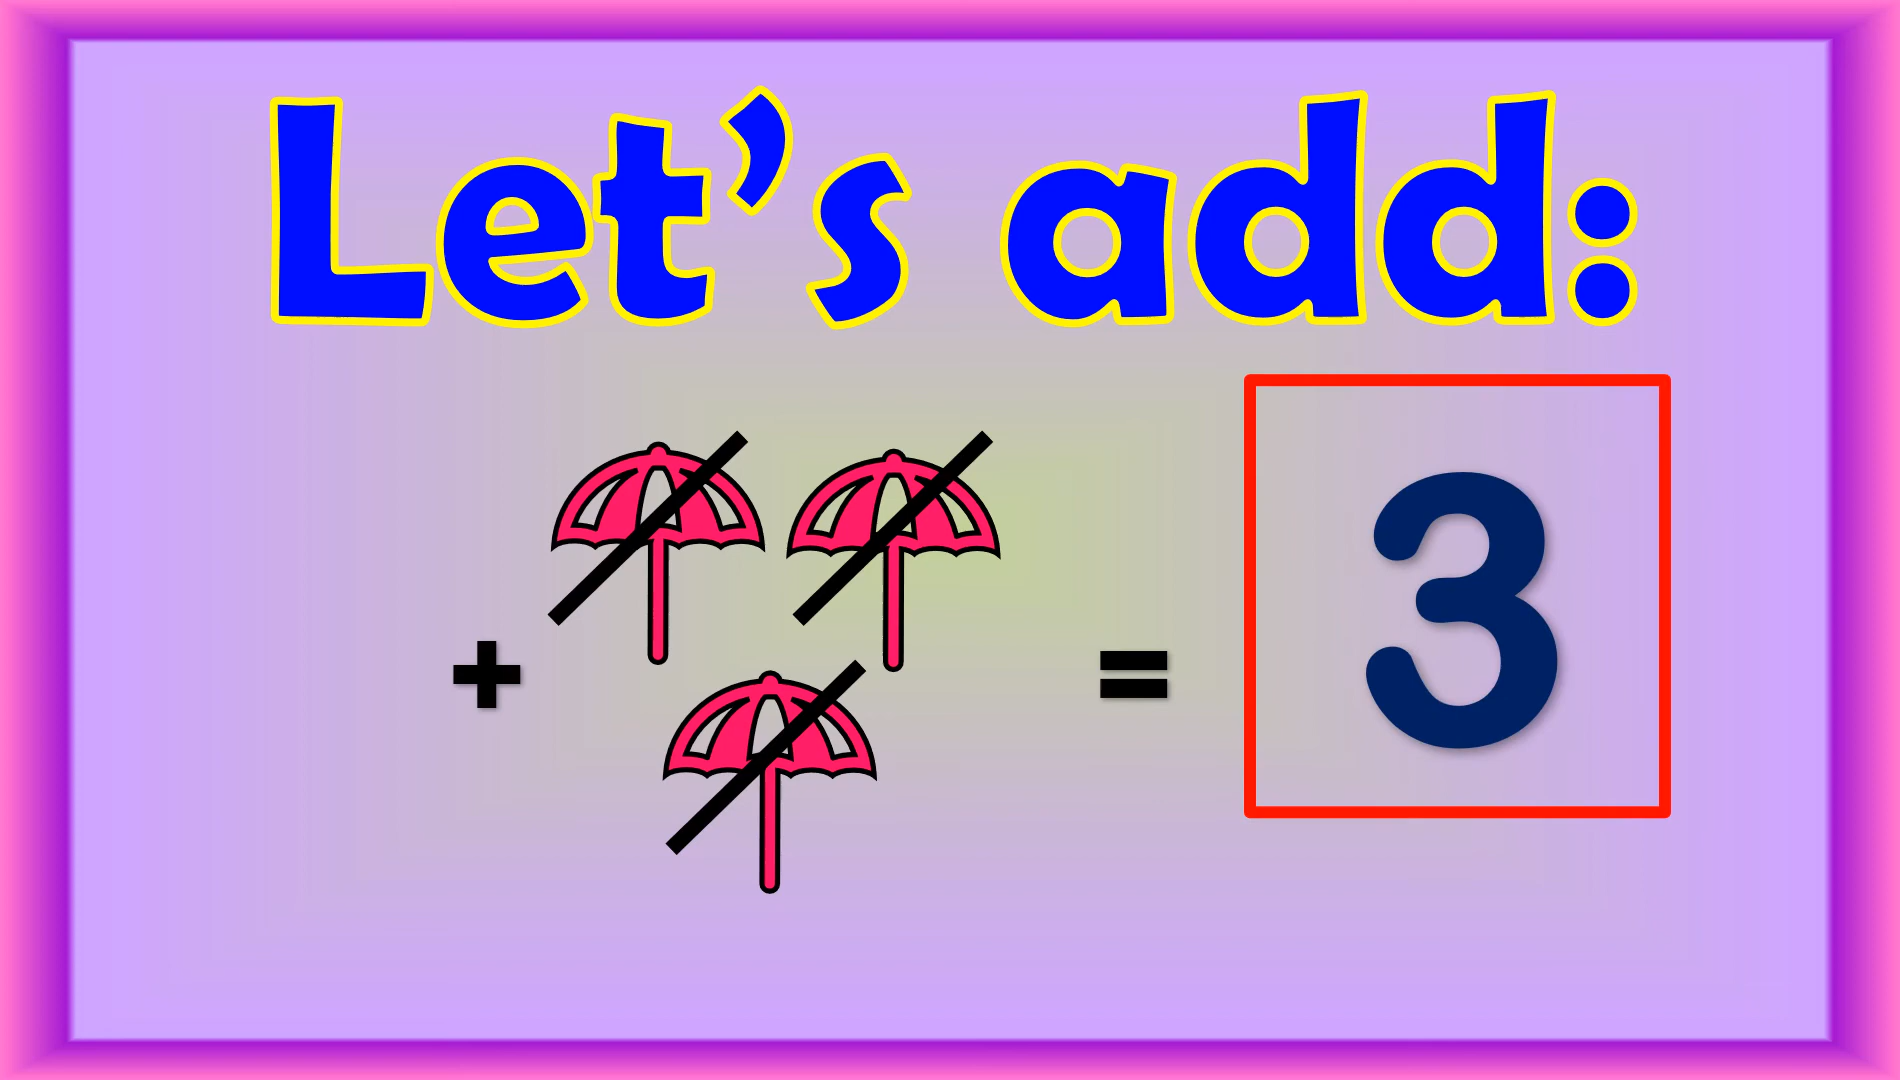 Let's add:
+ = 3